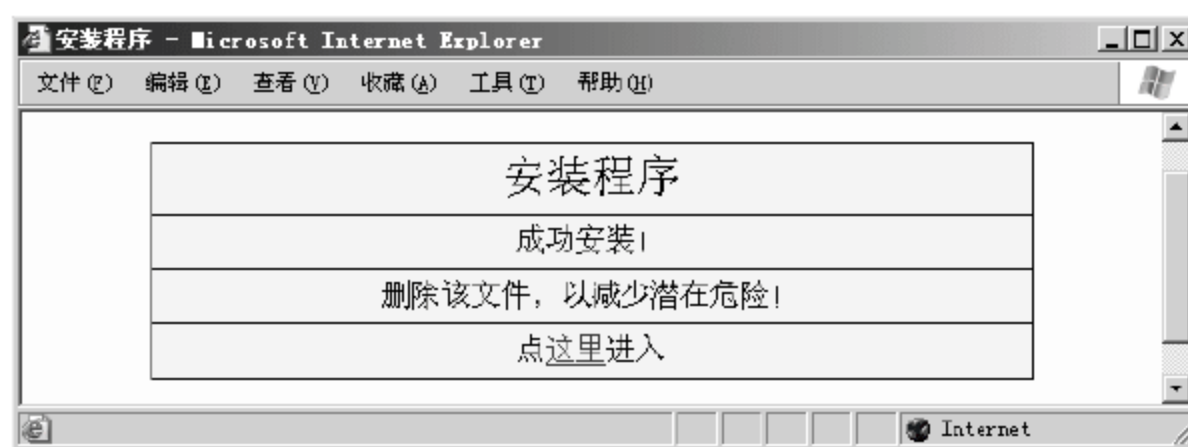 安装程序 - Microsoft Internet Explorer
文件(F) 编辑(E) 查看(V) 收藏(A) 工具(T) 帮助(H)
安装程序
成功安装!
删除该文件，以减少潜在危险!
点这里进入
Internet